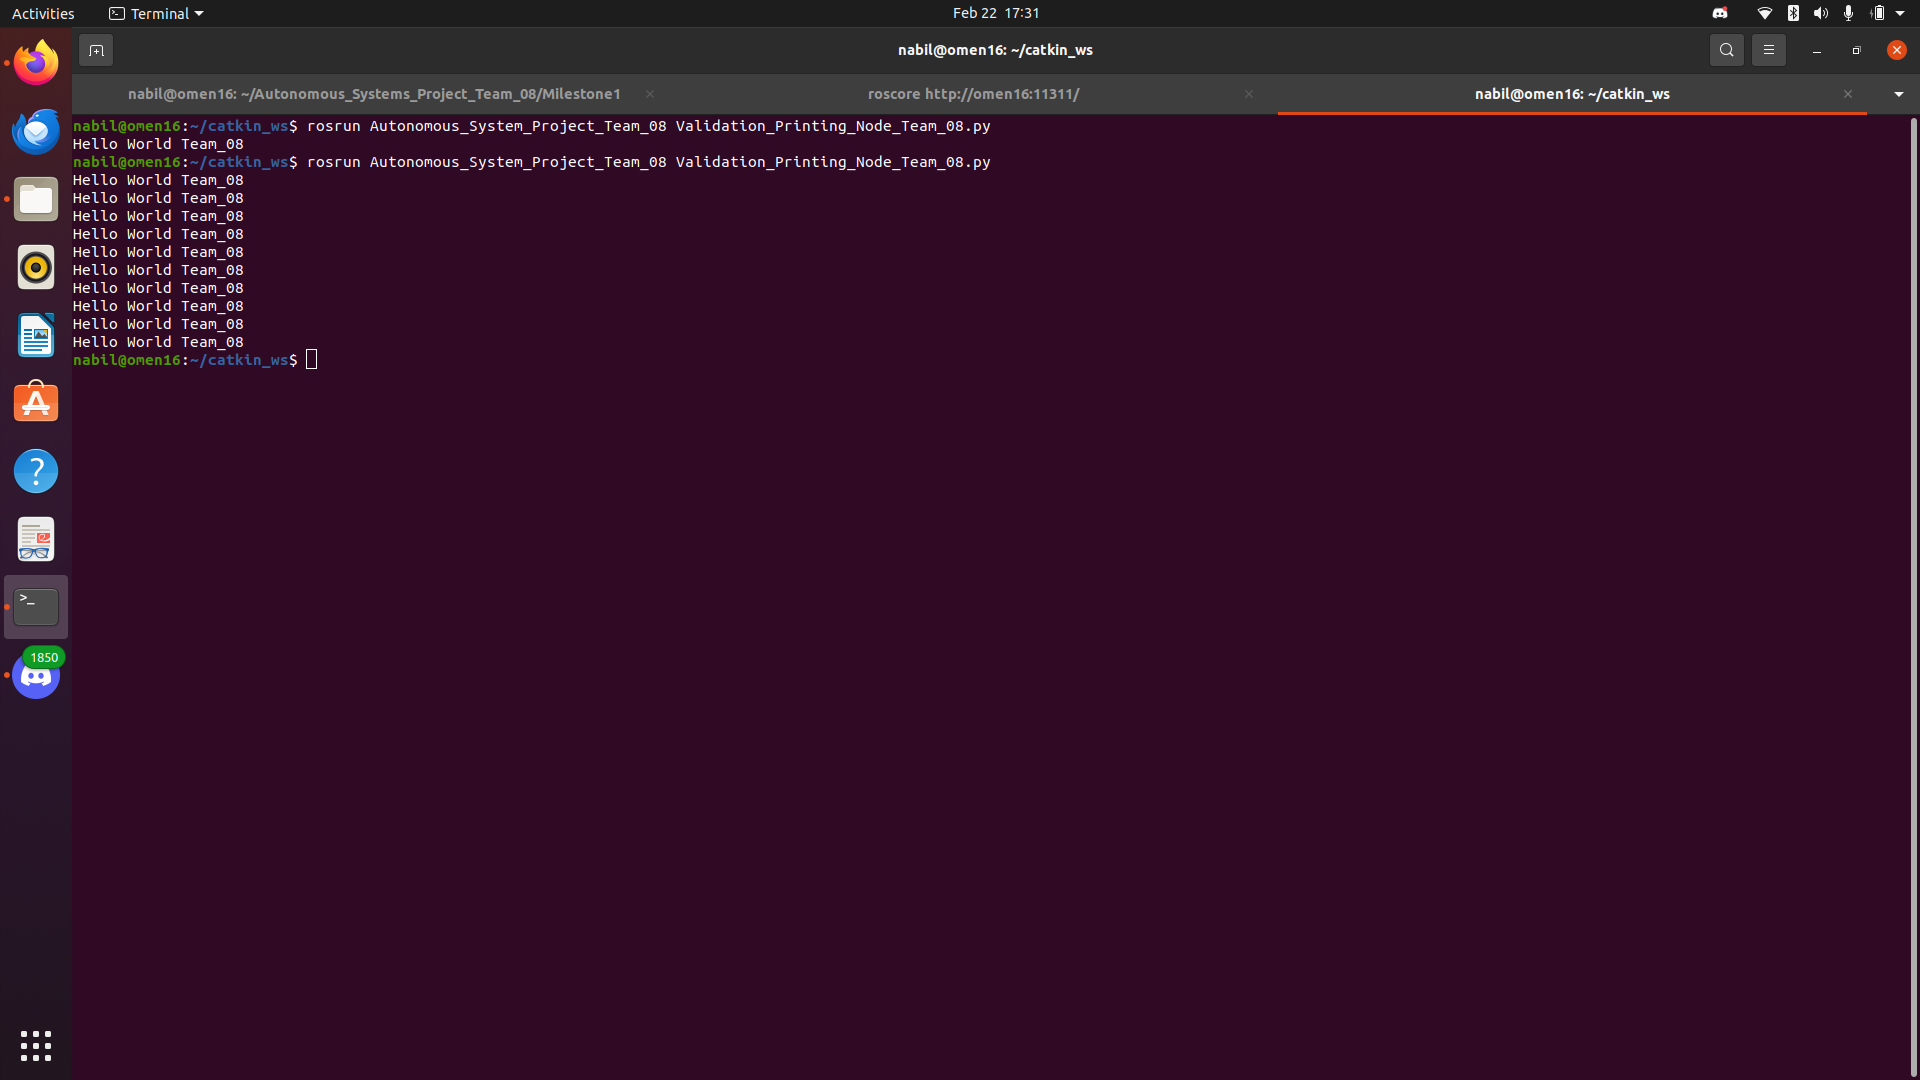 Activities
Terminal
Feb 22 17:31
nabil@omen16: ~/catkin_ws
nabil@omen16: ~/Autonomous_Systems_Project_Team_08/Milestone1
roscore http://omen16:11311/
nabil@omen16: ~/catkin_ws
nabil@omen16:~/catkin_ws$ rosrun Autonomous_System_Project_Team_08 Validation_Printing_Node_Team_08.py
Hello World Team_08
nabil@omen16:~/catkin_ws$ rosrun Autonomous_System_Project_Team_08 Validation_Printing_Node_Team_08.py
Hello World Team_08
Hello World Team_08
Hello World Team_08
Hello World Team_08
Hello World Team_08
Hello World Team_08
Hello World Team_08
Hello World Team_08
Hello World Team_08
Hello World Team_08
nabil@omen16:~/catkin_ws$
1850